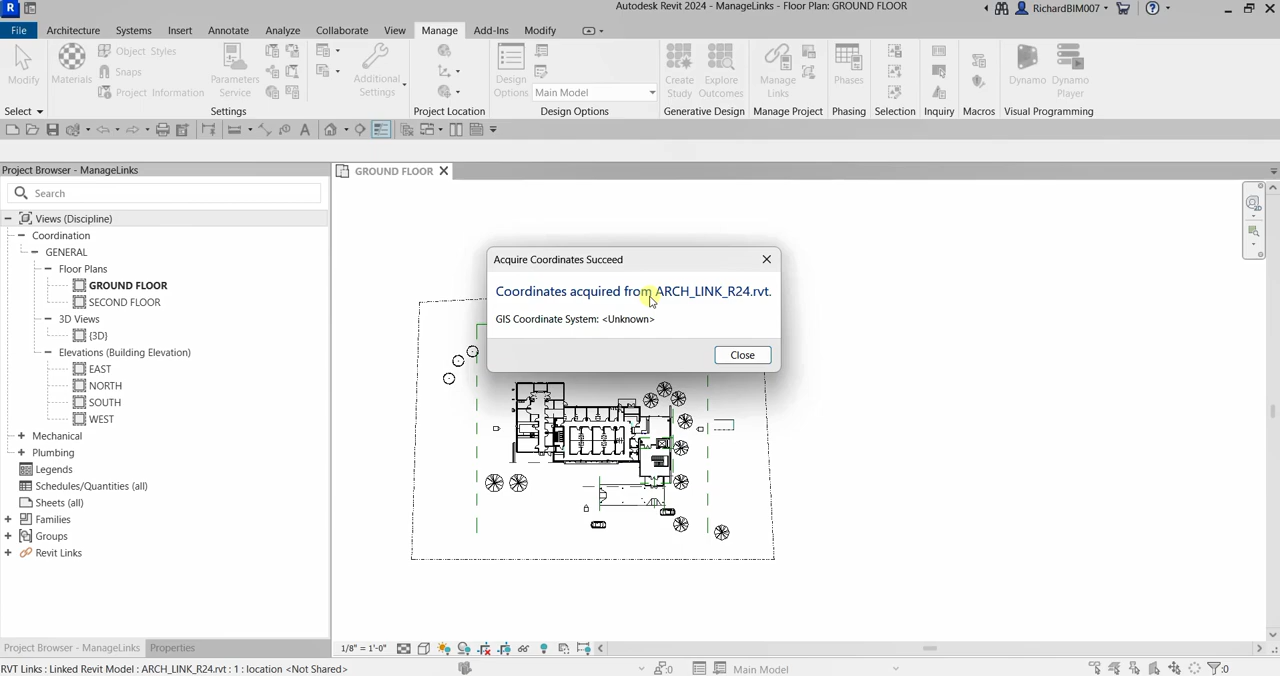 R
Autodesk Revit 2024 - ManageLinks - Floor Plan: GROUND FLOOR
RichardBIM007
File
Architecture
Systems
Insert
Annotate
Analyze
Collaborate
View
Manage
Add-Ins
Modify
Modify
Materials
Object Styles
Snaps
Project Information
Parameters
Service
Additional
Settings
Design
Options
Main Model
Create
Study
Explore
Outcomes
Manage
Links
Phases
Dynamo
Dynamo
Player
Select
Settings
Project Location
Design Options
Generative Design
Manage Project
Phasing
Selection
Inquiry
Macros
Visual Programming
Project Browser - ManageLinks
Search
Views (Discipline)
Coordination
GENERAL
Floor Plans
GROUND FLOOR
SECOND FLOOR
3D Views
{3D}
Elevations (Building Elevation)
EAST
NORTH
SOUTH
WEST
Mechanical
Plumbing
Legends
Schedules/Quantities (all)
Sheets (all)
Families
Groups
Revit Links
Project Browser - ManageLinks
Properties
GROUND FLOOR
Acquire Coordinates Succeed
Coordinates acquired from ARCH_LINK_R24.rvt.
GIS Coordinate System: <Unknown>
Close
1/8" = 1'-0"
RVT Links : Linked Revit Model : ARCH_LINK_R24.rvt : 1 : location <Not Shared>
:0
Main Model
:0